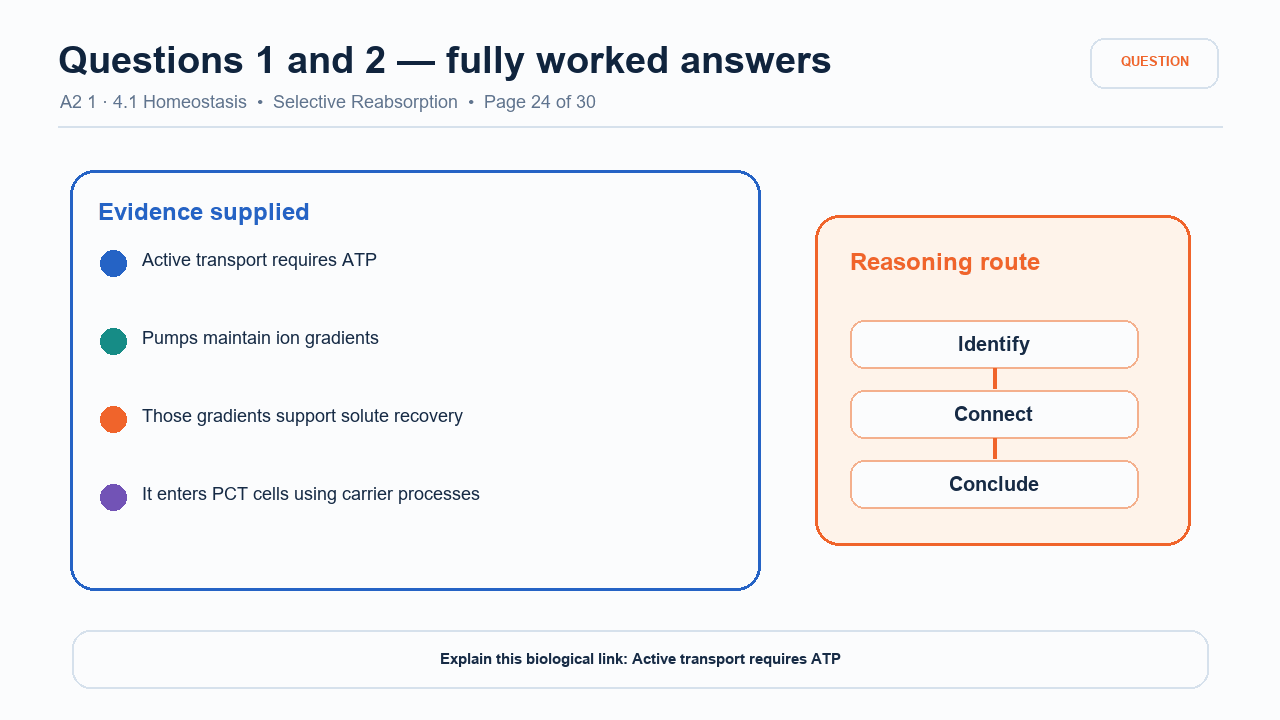 Questions 1 and 2 — fully worked answers
QUESTION
A2 1 · 4.1 Homeostasis • Selective Reabsorption • Page 24 of 30
Evidence supplied
Active transport requires ATP
Pumps maintain ion gradients
Those gradients support solute recovery
It enters PCT cells using carrier processes
Reasoning route
Identify
Connect
Conclude
Explain this biological link: Active transport requires ATP